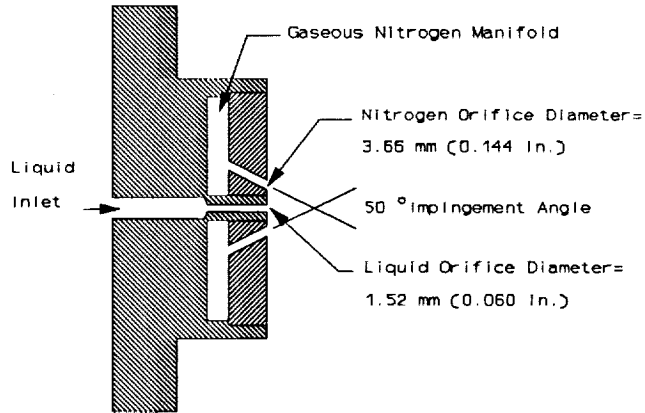 Gaseous Nitrogen Manifold
Nitrogen Orifice Diameter=
3.66 mm (0.144 in.)
Liquid
Inlet
50 ° impingement Angle
Liquid Orifice Diameter=
1.52 mm (0.060 in.)